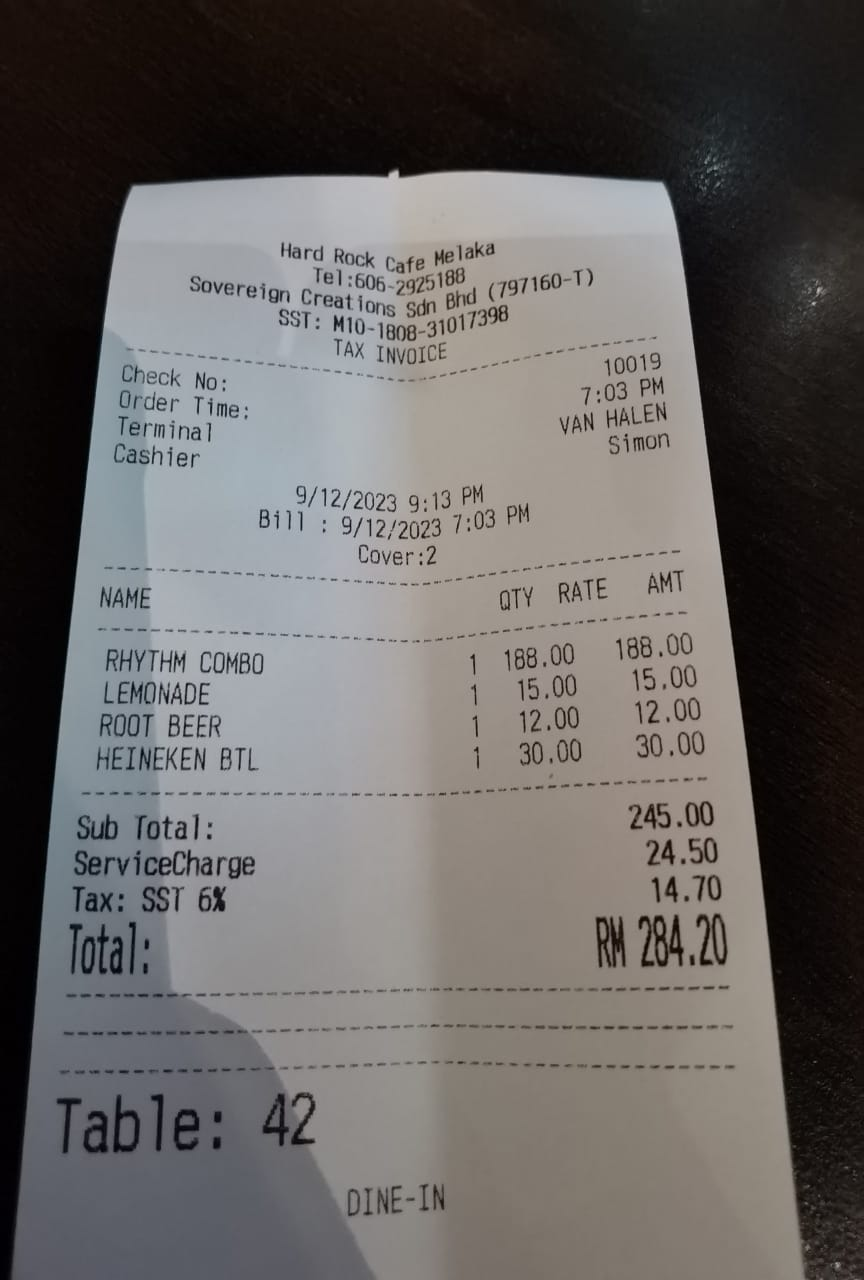 Hard Rock Cafe Melaka
Tel:606-2925188
Sovereign Creations Sdn Bhd (797160-T)
SST: M10-1808-31017398
TAX INVOICE
Check No: 10019
Order Time: 7:03 PM
Terminal VAN HALEN
Cashier Simon
9/12/2023 9:13 PM
Bill : 9/12/2023 7:03 PM
Cover:2
NAME QTY RATE AMT
RHYTHM COMBO 1 188.00 188.00
LEMONADE 1 15.00 15.00
ROOT BEER 1 12.00 12.00
HEINEKEN BTL 1 30.00 30.00
Sub Total: 245.00
ServiceCharge 24.50
Tax: SST 6% 14.70
Total: RM 284.20
Table: 42
DINE-IN